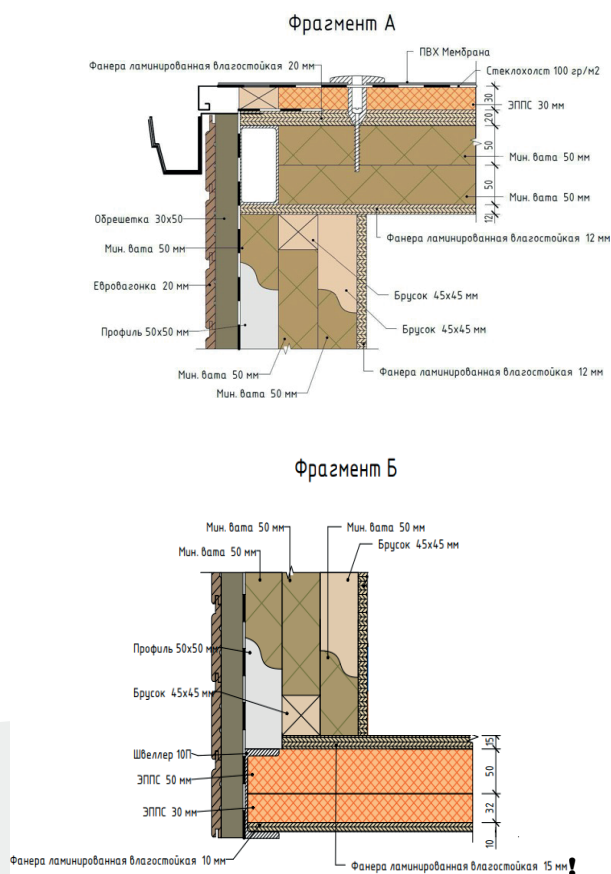 Фрагмент А
ПВХ Мембрана
Фанера ламинированная влагостойкая 20 мм
Стеклохолст 100 гр/м2
ЭППС 30 мм
30
20
50
50
12
Мин. вата 50 мм
Мин. вата 50 мм
Фанера ламинированная влагостойкая 12 мм
Обрешетка 30х50
Мин. вата 50 мм
Евровагонка 20 мм
Профиль 50х50 мм
Брусок 45х45 мм
Брусок 45х45 мм
Мин. вата 50 мм
Мин. вата 50 мм
Фанера ламинированная влагостойкая 12 мм
Фрагмент Б
Мин. вата 50 мм
Мин. вата 50 мм
Мин. вата 50 мм
Брусок 45х45 мм
Профиль 50х50 мм
Брусок 45х45 мм
Швеллер 10П
ЭППС 50 мм
ЭППС 30 мм
15
50
32
10
Фанера ламинированная влагостойкая 10 мм
Фанера ламинированная влагостойкая 15 мм!